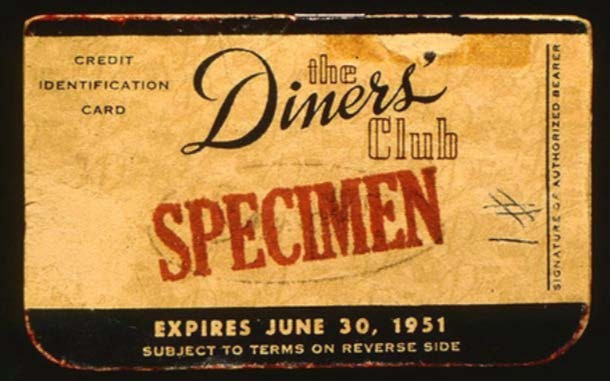 CREDIT
IDENTIFICATION
CARD
the
Diners'
Club
SPECIMEN
#1
SIGNATURE OF AUTHORIZED BEARER
EXPIRES JUNE 30, 1951
SUBJECT TO TERMS ON REVERSE SIDE